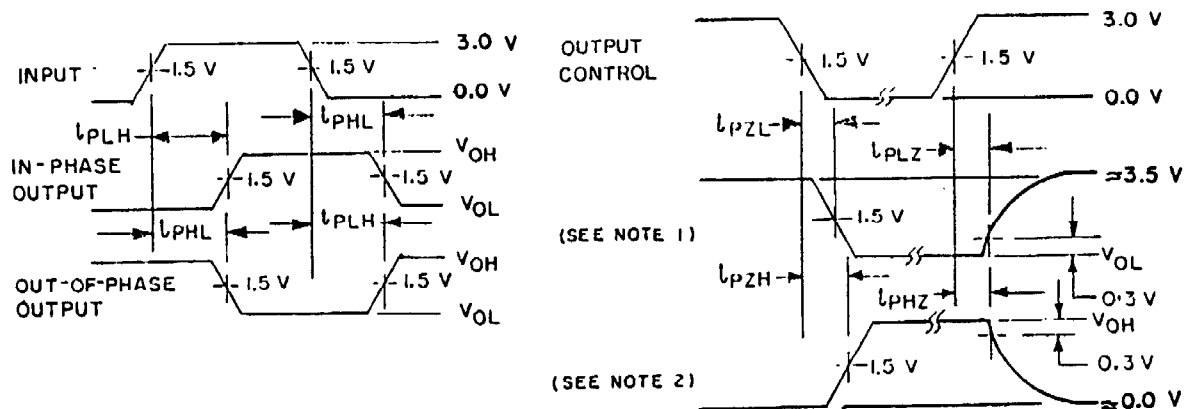 INPUT
1.5 V
1.5 V
3.0 V
0.0 V
tPLH
tPHL
IN-PHASE
OUTPUT
1.5 V
1.5 V
VOH
VOL
tPHL
tPLH
OUT-OF-PHASE
OUTPUT
1.5 V
1.5 V
VOH
VOL
OUTPUT
CONTROL
1.5 V
1.5 V
3.0 V
0.0 V
tPZL
tPLZ
≈3.5 V
(SEE NOTE 1)
1.5 V
VOL
0.3 V
tPZH
tPHZ
VOH
0.3 V
(SEE NOTE 2)
1.5 V
≈0.0 V